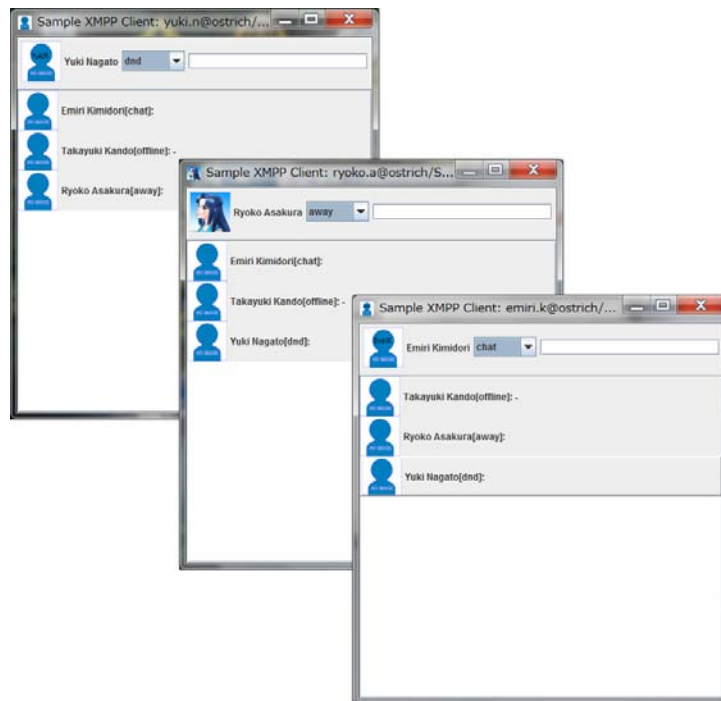 Sample XMPP Client: yuki.n@ostrich/...
Yuki Nagato dnd
Emiri Kimidori[chat]:
Takayuki Kando[offline]: -
Ryoko Asakura[away]:
Sample XMPP Client: ryoko.a@ostrich/S...
Ryoko Asakura away
Emiri Kimidori[chat]:
Takayuki Kando[offline]: -
Yuki Nagato[dnd]:
Sample XMPP Client: emiri.k@ostrich/...
Emiri Kimidori chat
Takayuki Kando[offline]: -
Ryoko Asakura[away]:
Yuki Nagato[dnd]: